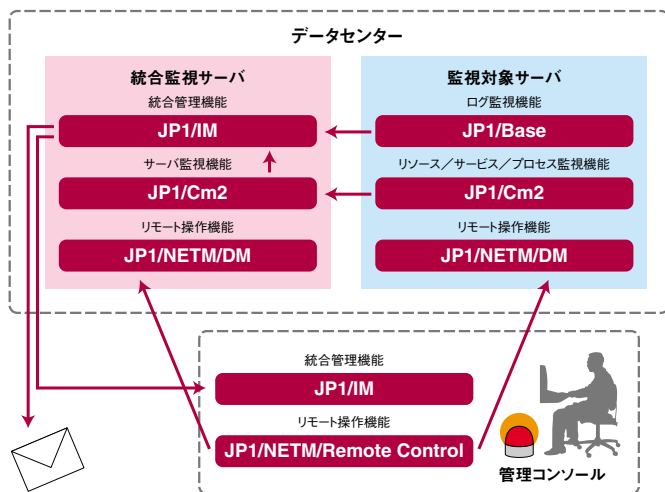 データセンター
統合監視サーバ
統合管理機能
JP1/IM
サーバ監視機能
JP1/Cm2
リモート操作機能
JP1/NETM/DM
監視対象サーバ
ログ監視機能
JP1/Base
リソース／サービス／プロセス監視機能
JP1/Cm2
リモート操作機能
JP1/NETM/DM
統合管理機能
JP1/IM
リモート操作機能
JP1/NETM/Remote Control
管理コンソール